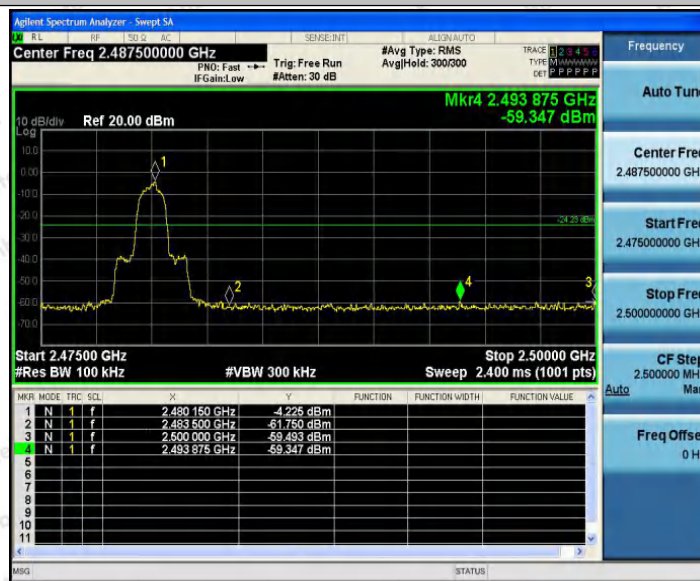 Agilent Spectrum Analyzer - Swept SA
RL RF 50 Ω AC SENSE:INT ALIGN AUTO
Center Freq 2.487500000 GHz
PNO: Fast
IFGain:Low
Trig: Free Run
#Atten: 30 dB
#Avg Type: RMS
Avg|Hold: 300/300
TRACE 1 2 3 4 5 6
TYPE M
DET P P P P P P
Mkr4 2.493 875 GHz
-59.347 dBm
10 dB/div Ref 20.00 dBm
Log
10.0
0.00
-10.0
-20.0
-30.0
-40.0
-50.0
-60.0
-70.0
1
2
4
3
-24.23 dBm
Start 2.47500 GHz Stop 2.50000 GHz
#Res BW 100 kHz #VBW 300 kHz Sweep 2.400 ms (1001 pts)
MKR MODE TRC SCL X Y FUNCTION FUNCTION WIDTH FUNCTION VALUE
1 N 1 f 2.480 150 GHz -4.225 dBm
2 N 1 f 2.483 500 GHz -61.750 dBm
3 N 1 f 2.500 000 GHz -59.493 dBm
4 N 1 f 2.493 875 GHz -59.347 dBm
5
6
7
8
9
10
11
MSG STATUS
Frequency
Auto Tune
Center Freq
2.487500000 GH
Start Freq
2.475000000 GH
Stop Freq
2.500000000 GH
CF Step
2.500000 MH
Auto Man
Freq Offse
0 H